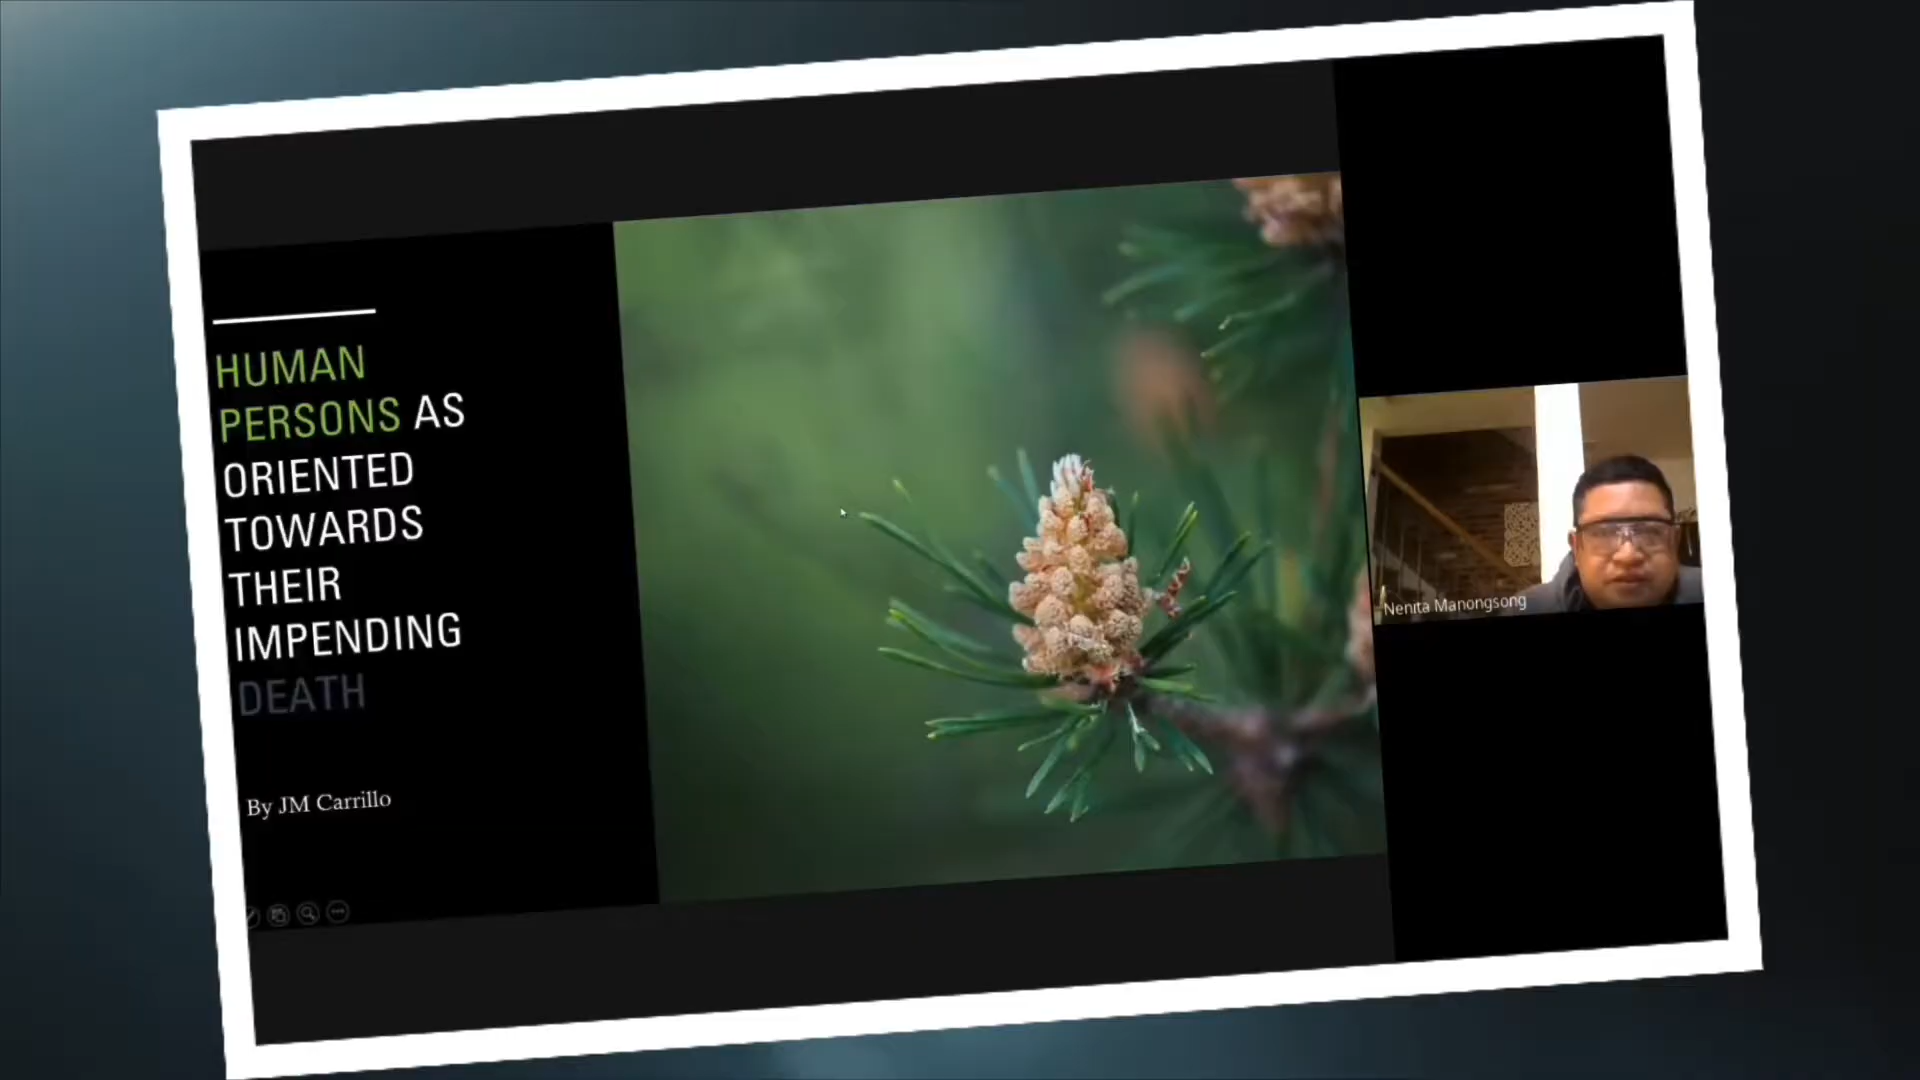 HUMAN
PERSONS AS
ORIENTED
TOWARDS
THEIR
IMPENDING
DEATH
By JM Carrillo
Nenita Manongsong